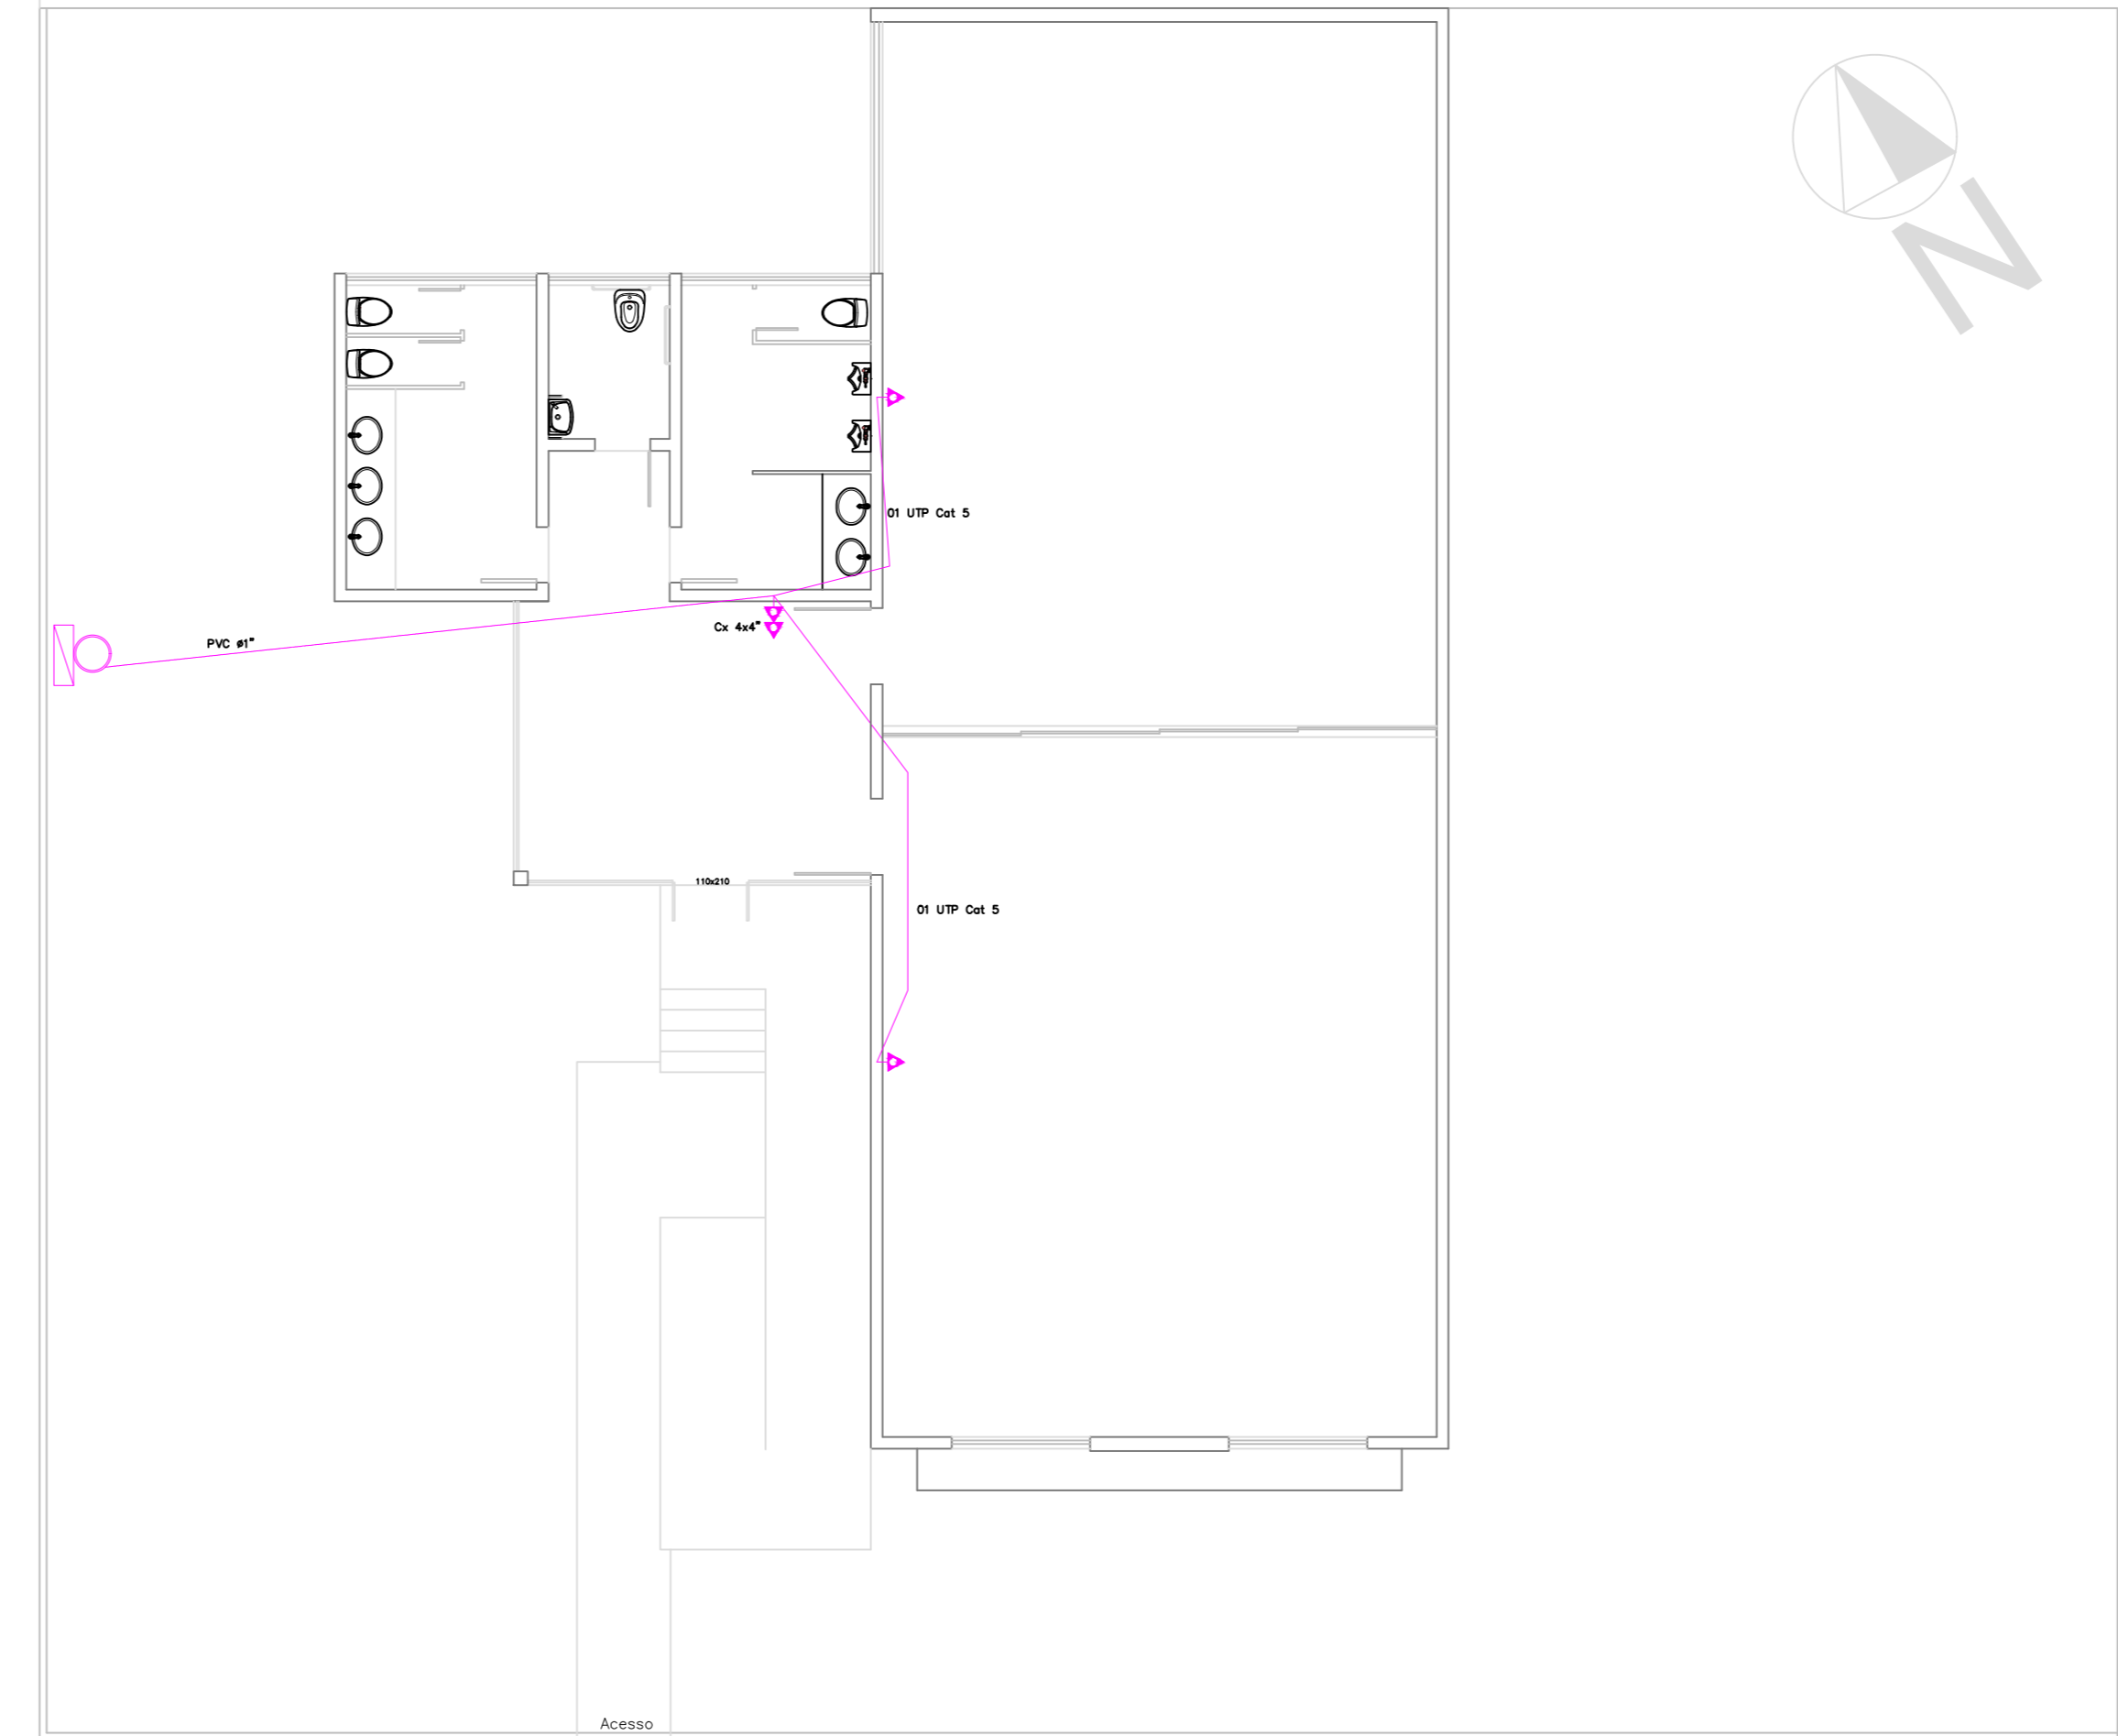 N
01 UTP Cat 5
Cx 4x4"
PVC ø1"
110x210
01 UTP Cat 5
Acesso